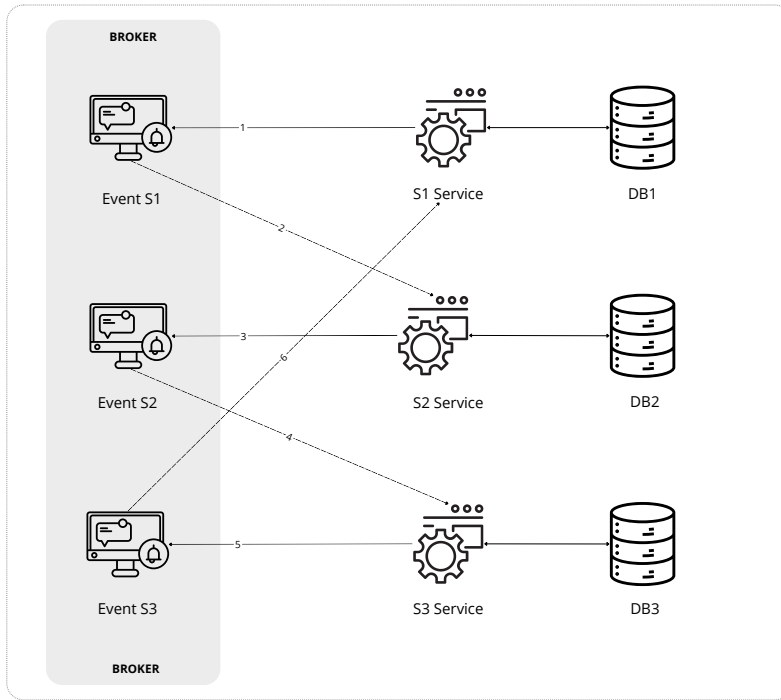 BROKER
1
Event S1
S1 Service
DB1
2
3
6
Event S2
S2 Service
DB2
4
5
Event S3
S3 Service
DB3
BROKER